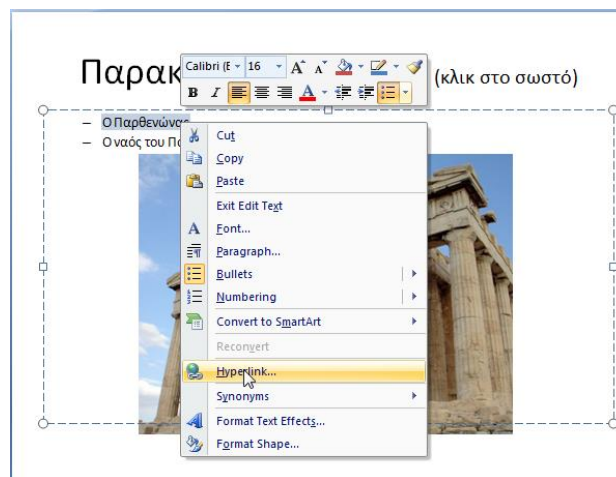 Παρακ
(κλικ στο σωστό)
Calibri (Ε 16
B I A
– Ο Παρθενώνας
– Ο ναός του Πο
Cut
Copy
Paste
Exit Edit Text
Font...
Paragraph...
Bullets
Numbering
Convert to SmartArt
Reconvert
Hyperlink...
Synonyms
Format Text Effects...
Format Shape...